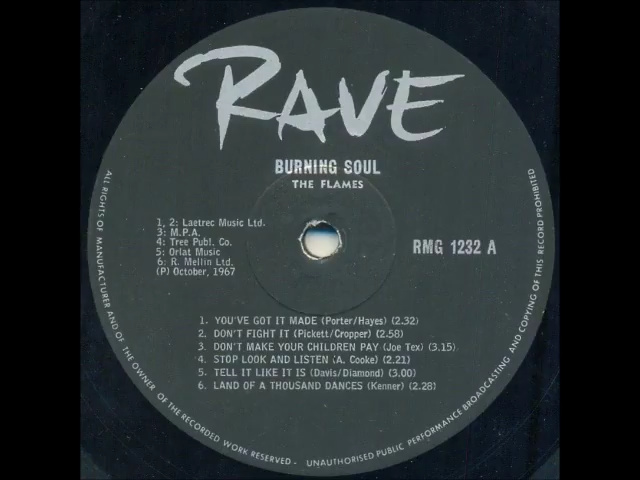 RAVE
BURNING SOUL
THE FLAMES
1, 2: Laetrec Music Ltd.
3: M.P.A.
4: Tree Publ. Co.
5: Orlat Music
6: R. Mellin Ltd.
(P) October, 1967
RMG 1232 A
1. YOU'VE GOT IT MADE (Porter/Hayes) (2.32)
2. DON'T FIGHT IT (Pickett/Cropper) (2.58)
3. DON'T MAKE YOUR CHILDREN PAY (Joe Tex) (3.15)
4. STOP LOOK AND LISTEN (A. Cooke) (2.21)
5. TELL IT LIKE IT IS (Davis/Diamond) (3.00)
6. LAND OF A THOUSAND DANCES (Kenner) (2.28)
ALL RIGHTS OF MANUFACTURER AND OF THE OWNER OF THE RECORDED WORK RESERVED - UNAUTHORISED PUBLIC PERFORMANCE BROADCASTING AND COPYING OF THIS RECORD PROHIBITED